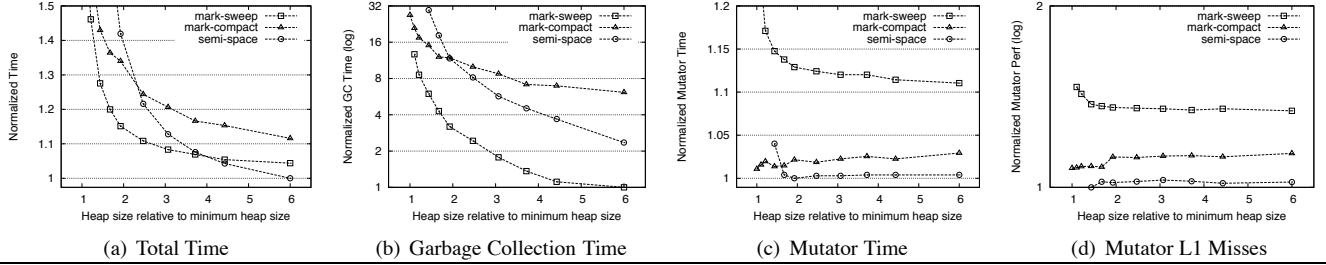 1.5
1.4
1.3
1.2
1.1
1
Normalized Time
mark-sweep
mark-compact
semi-space
1 2 3 4 5 6
Heap size relative to minimum heap size
(a) Total Time
32
16
8
4
2
1
Normalized GC Time (log)
mark-sweep
mark-compact
semi-space
1 2 3 4 5 6
Heap size relative to minimum heap size
(b) Garbage Collection Time
1.2
1.15
1.1
1.05
1
Normalized Mutator Time
mark-sweep
mark-compact
semi-space
1 2 3 4 5 6
Heap size relative to minimum heap size
(c) Mutator Time
2
1
Normalized Mutator Perf (log)
mark-sweep
mark-compact
semi-space
1 2 3 4 5 6
Heap size relative to minimum heap size
(d) Mutator L1 Misses